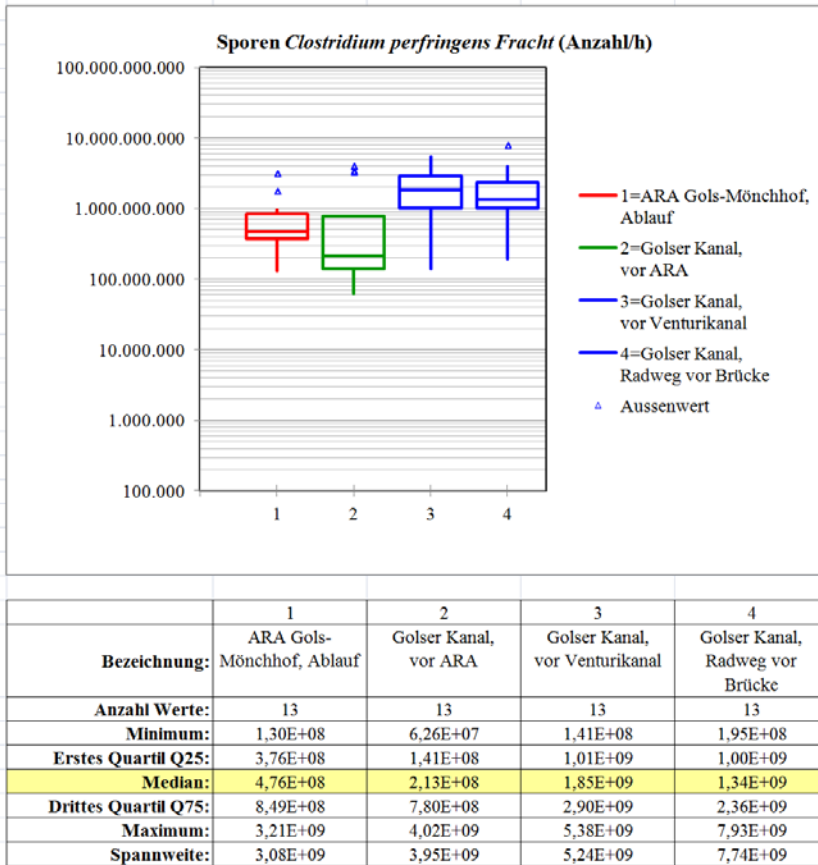 Sporen Clostridium perfringens Fracht (Anzahl/h)
100.000.000.000
10.000.000.000
1.000.000.000
100.000.000
10.000.000
1.000.000
100.000
1 2 3 4
1=ARA Gols-Mönchhof,
Ablauf
2=Golser Kanal,
vor ARA
3=Golser Kanal,
vor Venturikanal
4=Golser Kanal,
Radweg vor Brücke
Aussenwert
1 2 3 4
Bezeichnung: ARA Gols-Mönchhof, Ablauf Golser Kanal, vor ARA Golser Kanal, vor Venturikanal Golser Kanal, Radweg vor Brücke
Anzahl Werte: 13 13 13 13
Minimum: 1,30E+08 6,26E+07 1,41E+08 1,95E+08
Erstes Quartil Q25: 3,76E+08 1,41E+08 1,01E+09 1,00E+09
Median: 4,76E+08 2,13E+08 1,85E+09 1,34E+09
Drittes Quartil Q75: 8,49E+08 7,80E+08 2,90E+09 2,36E+09
Maximum: 3,21E+09 4,02E+09 5,38E+09 7,93E+09
Spannweite: 3,08E+09 3,95E+09 5,24E+09 7,74E+09